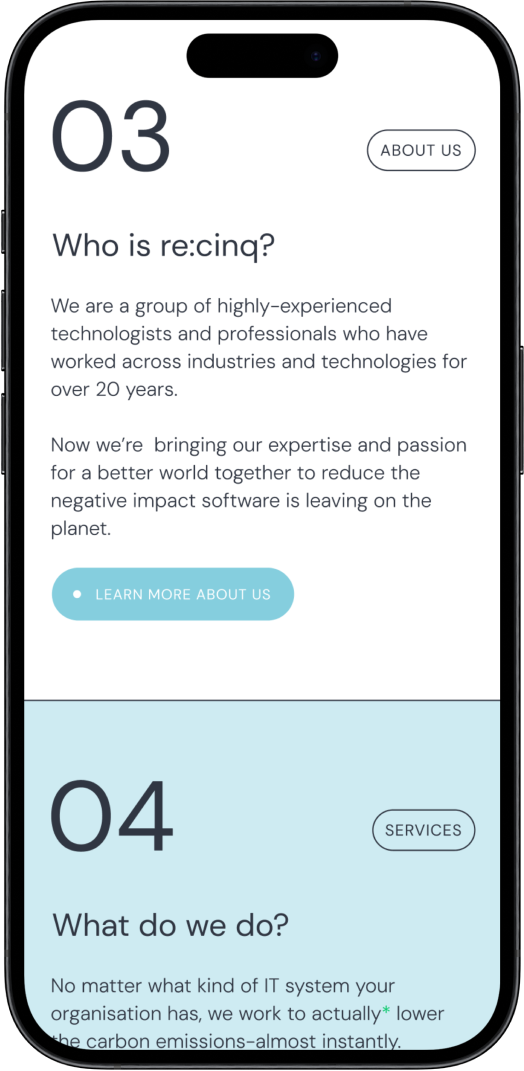 03
ABOUT US
Who is re:cinq?
We are a group of highly-experienced
technologists and professionals who have
worked across industries and technologies for
over 20 years.
Now we're  bringing our expertise and passion
for a better world together to reduce the
negative impact software is leaving on the
planet.
LEARN MORE ABOUT US
04
SERVICES
What do we do?
No matter what kind of IT system your
organisation has, we work to actually* lower
the carbon emissions-almost instantly.